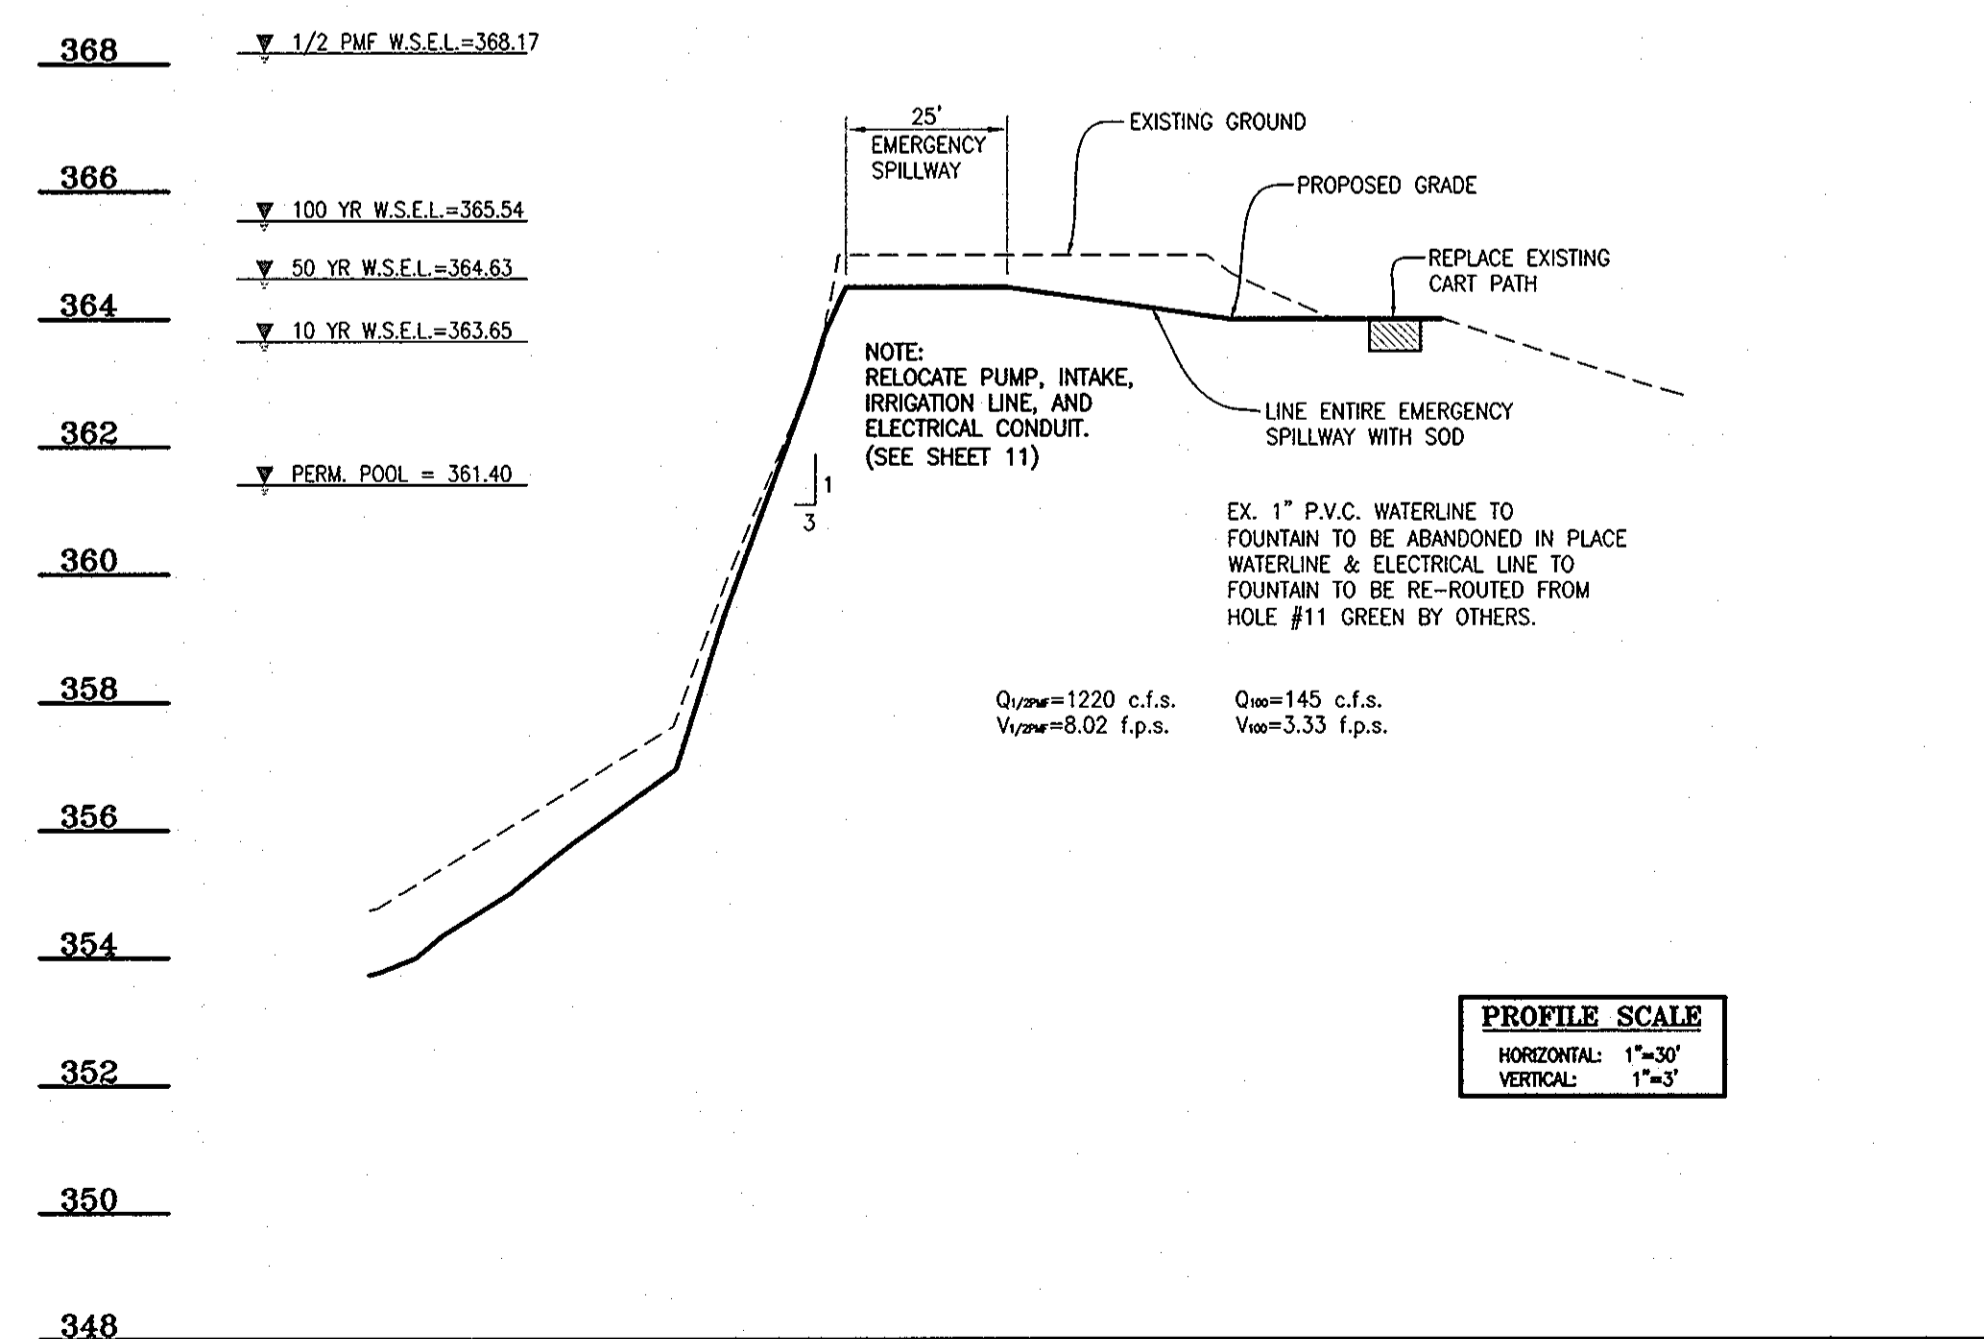 368
1/2 PMF W.S.E.L.=368.17
25'
EMERGENCY
SPILLWAY
EXISTING GROUND
366
PROPOSED GRADE
100 YR W.S.E.L.=365.54
50 YR W.S.E.L.=364.63
REPLACE EXISTING
CART PATH
364
10 YR W.S.E.L.=363.65
NOTE:
RELOCATE PUMP, INTAKE,
IRRIGATION LINE, AND
ELECTRICAL CONDUIT.
(SEE SHEET 11)
LINE ENTIRE EMERGENCY
SPILLWAY WITH SOD
362
PERM. POOL = 361.40
1
3
EX. 1" P.V.C. WATERLINE TO
FOUNTAIN TO BE ABANDONED IN PLACE
WATERLINE & ELECTRICAL LINE TO
FOUNTAIN TO BE RE-ROUTED FROM
HOLE #11 GREEN BY OTHERS.
360
358
Q1/2PMF=1220 c.f.s.
V1/2PMF=8.02 f.p.s.
Q100=145 c.f.s.
V100=3.33 f.p.s.
356
354
PROFILE SCALE
HORIZONTAL: 1"=30'
VERTICAL: 1"=3'
352
350
348